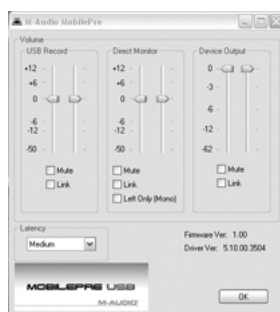 M-Audio MobilePre
Volume
USB Record
+12
+6
0
-6
-12
-50
Mute
Link
Direct Monitor
+12
+6
0
-6
-12
-50
Mute
Link
Left Only (Mono)
Device Output
0
-3
-6
-12
-62
Mute
Link
Latency
Medium
Firmware Ver: 1.00
Driver Ver: 5.10.00.3504
MOBILEPRE USB
M-AUDIO
OK